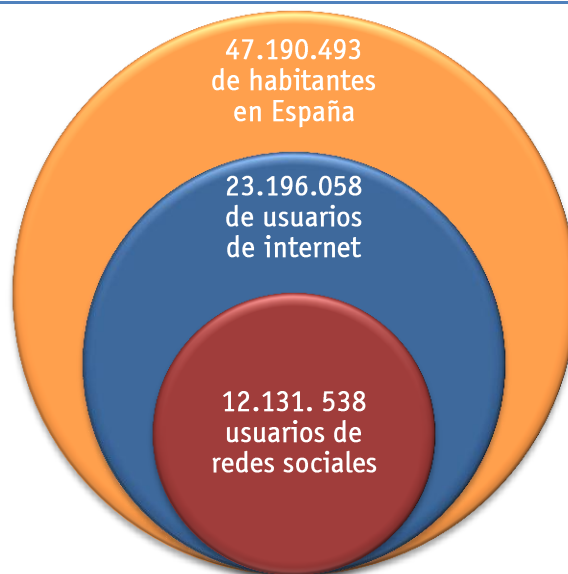 47.190.493
de habitantes
en España
23.196.058
de usuarios
de internet
12.131. 538
usuarios de
redes sociales